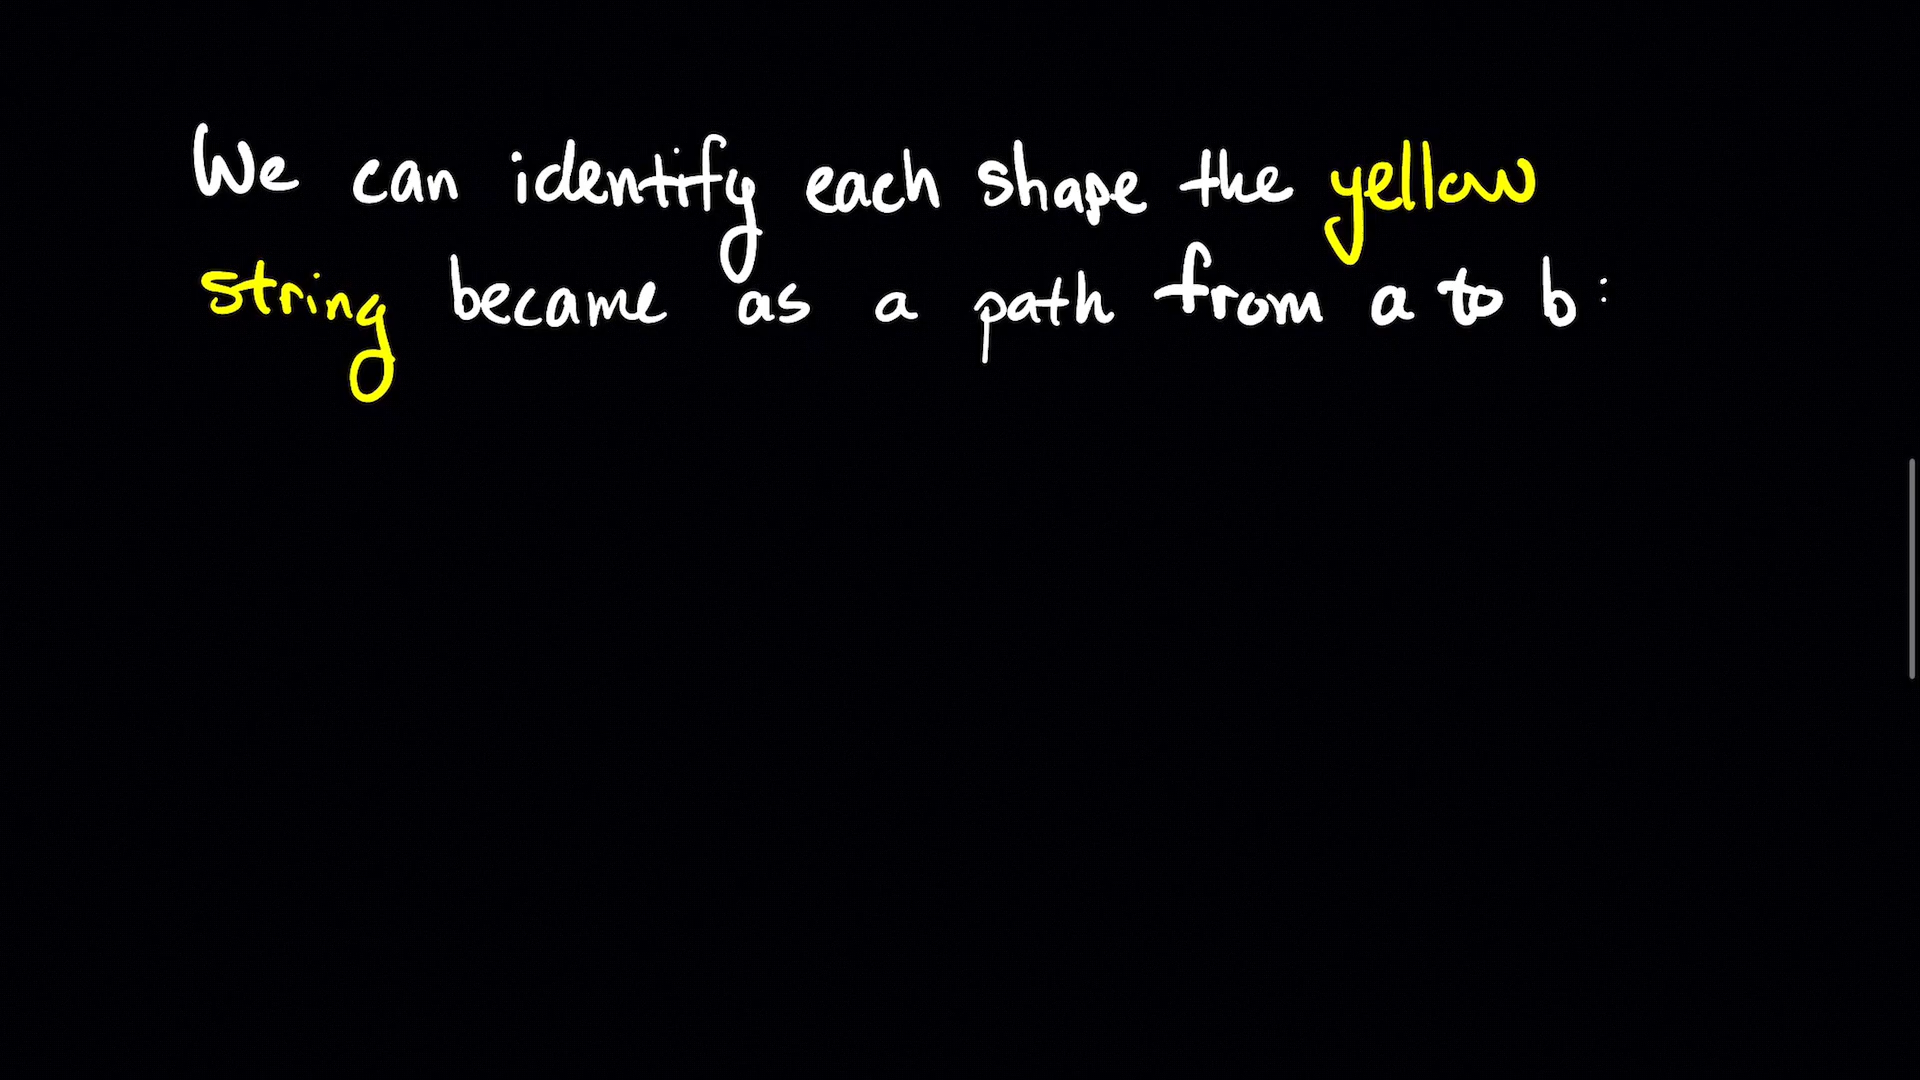 We can identify each shape the yellow
string became as a path from a to b: